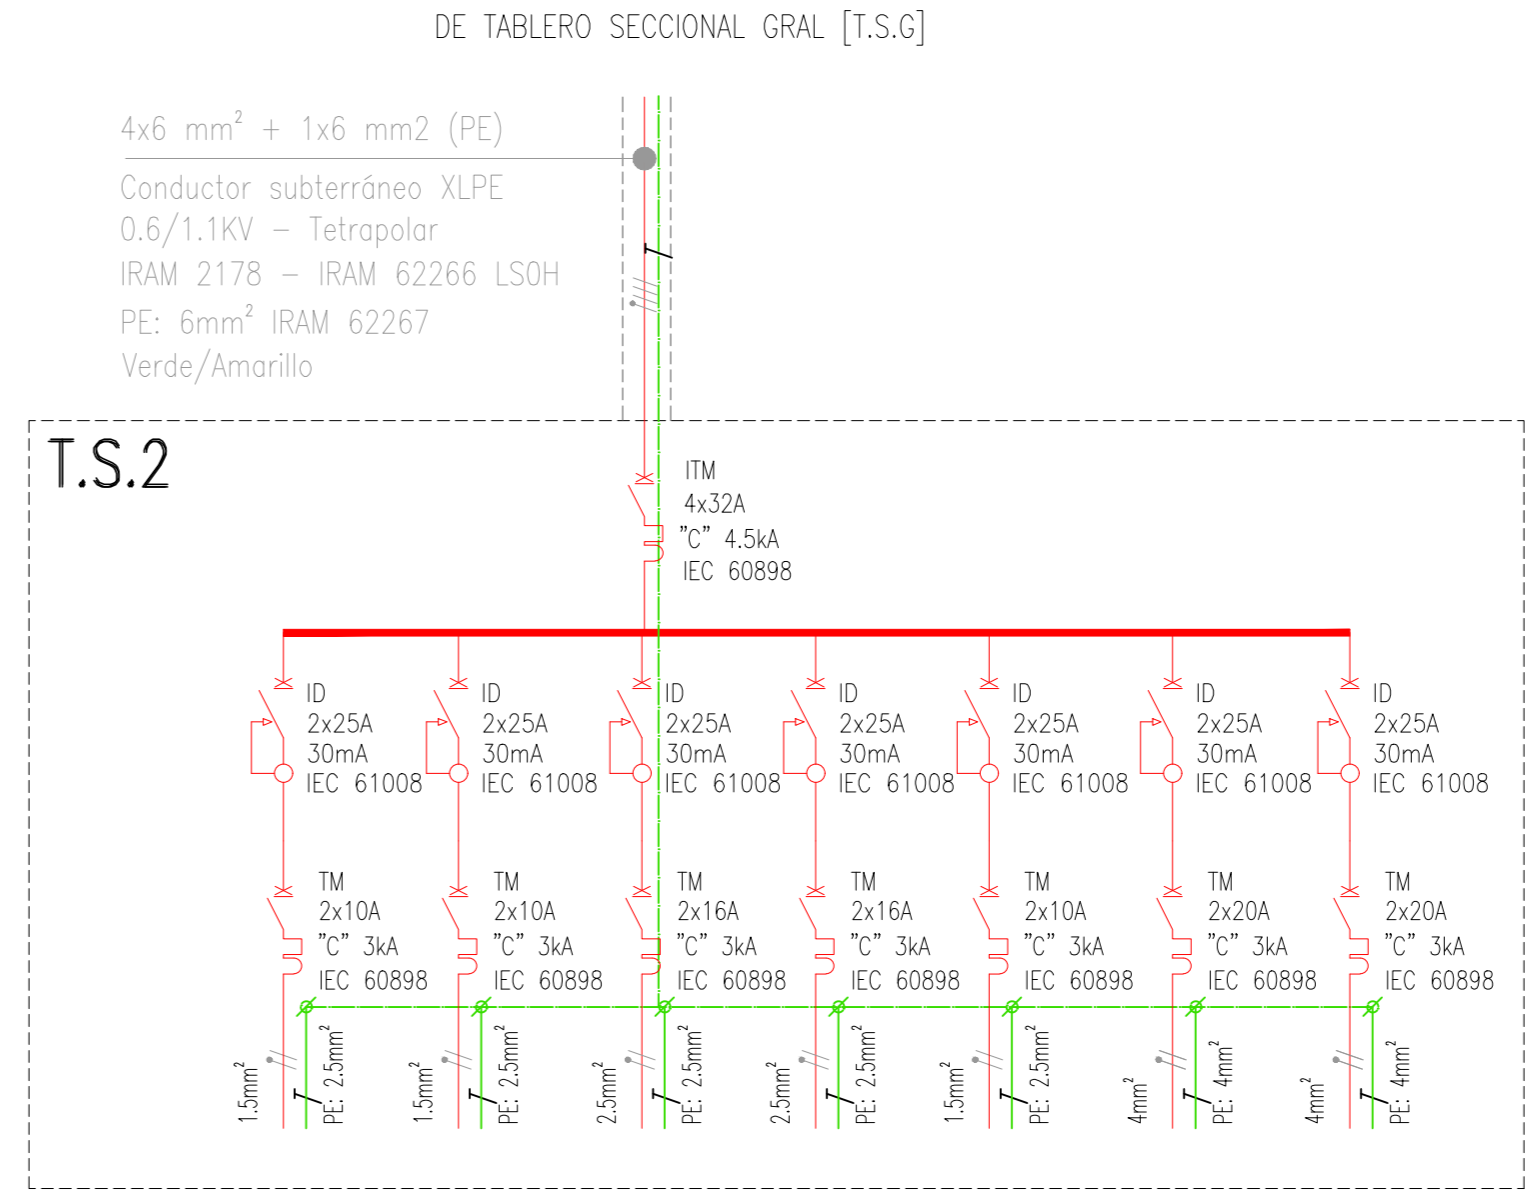 DE TABLERO SECCIONAL GRAL [T.S.G]
4x6 mm² + 1x6 mm2 (PE)
Conductor subterráneo XLPE
0.6/1.1KV – Tetrapolar
IRAM 2178 – IRAM 62266 LSOH
PE: 6mm² IRAM 62267
Verde/Amarillo
T.S.2
ITM
4x32A
"C" 4.5kA
IEC 60898
ID ID ID ID ID ID ID
2x25A 2x25A 2x25A 2x25A 2x25A 2x25A 2x25A
30mA 30mA 30mA 30mA 30mA 30mA 30mA
IEC 61008 IEC 61008 IEC 61008 IEC 61008 IEC 61008 IEC 61008 IEC 61008
TM TM TM TM TM TM TM
2x10A 2x10A 2x16A 2x16A 2x10A 2x20A 2x20A
"C" 3kA "C" 3kA "C" 3kA "C" 3kA "C" 3kA "C" 3kA "C" 3kA
IEC 60898 IEC 60898 IEC 60898 IEC 60898 IEC 60898 IEC 60898 IEC 60898
1.5mm²
PE: 2.5mm²
1.5mm²
PE: 2.5mm²
2.5mm²
PE: 2.5mm²
2.5mm²
PE: 2.5mm²
1.5mm²
PE: 2.5mm²
4mm²
PE: 4mm²
4mm²
PE: 4mm²